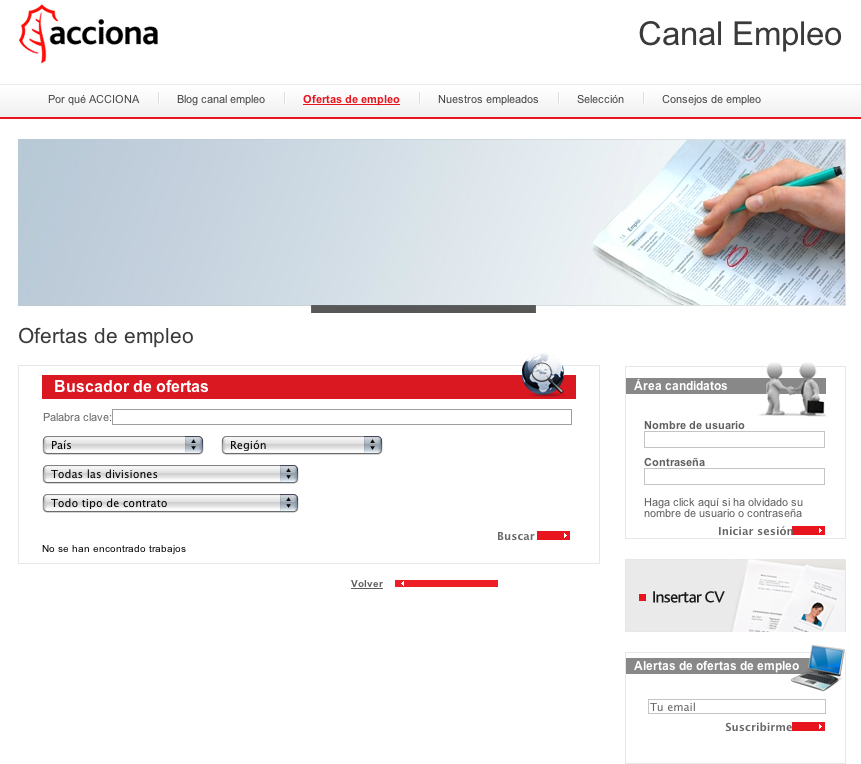 acciona
Canal Empleo
Por qué ACCIONA
Blog canal empleo
Ofertas de empleo
Nuestros empleados
Selección
Consejos de empleo
Ofertas de empleo
Buscador de ofertas
Palabra clave:
País
Región
Todas las divisiones
Todo tipo de contrato
Buscar
No se han encontrado trabajos
Volver
Área candidatos
Nombre de usuario
Contraseña
Haga click aquí si ha olvidado su
nombre de usuario o contraseña
Iniciar sesión
Insertar CV
Alertas de ofertas de empleo
Tu email
Suscribirme